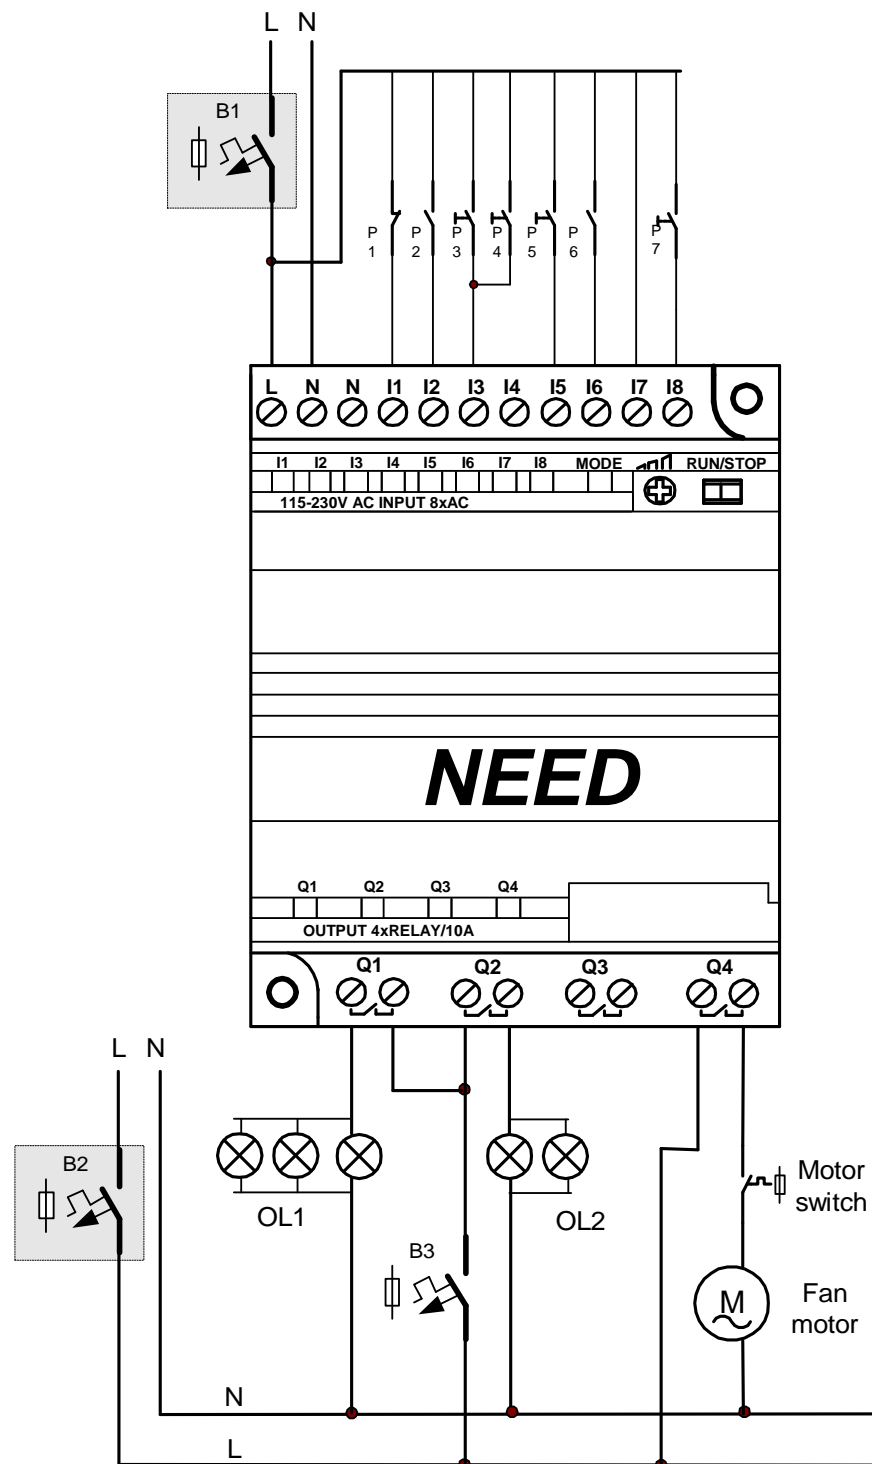 L N
B1
P P P P P P P
1 2 3 4 5 6 7
L N N I1 I2 I3 I4 I5 I6 I7 I8
I1 I2 I3 I4 I5 I6 I7 I8 MODE RUN/STOP
115-230V AC INPUT 8xAC
NEED
Q1 Q2 Q3 Q4
OUTPUT 4xRELAY/10A
Q1 Q2 Q3 Q4
L N
B2
OL1
OL2
Motor
switch
B3
M
Fan
motor
N
L